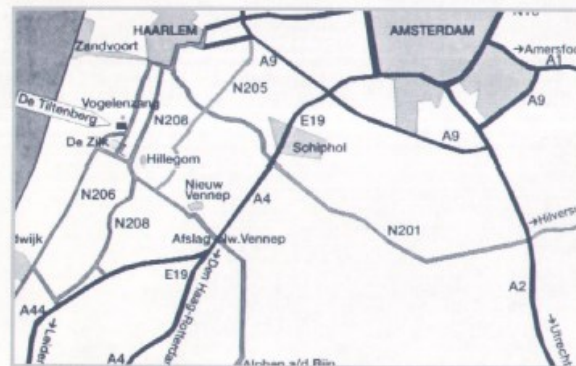 HAARLEM
AMSTERDAM
Zandvoort
A9
→Amersfoo
A1
A9
De Tiltenberg
Vogelenzang
N205
N208
E19
De Zilk
Hillegom
Schiphol
A9
N206
Nieuw
Vennep
A4
N208
N201
→Hilvers
dwijk
Afslag Nw. Vennep
E19
→Den Haag-Rotterdam
A2
A44
→Leiden
A4
→Utrecht
Alphen a/d Rijn